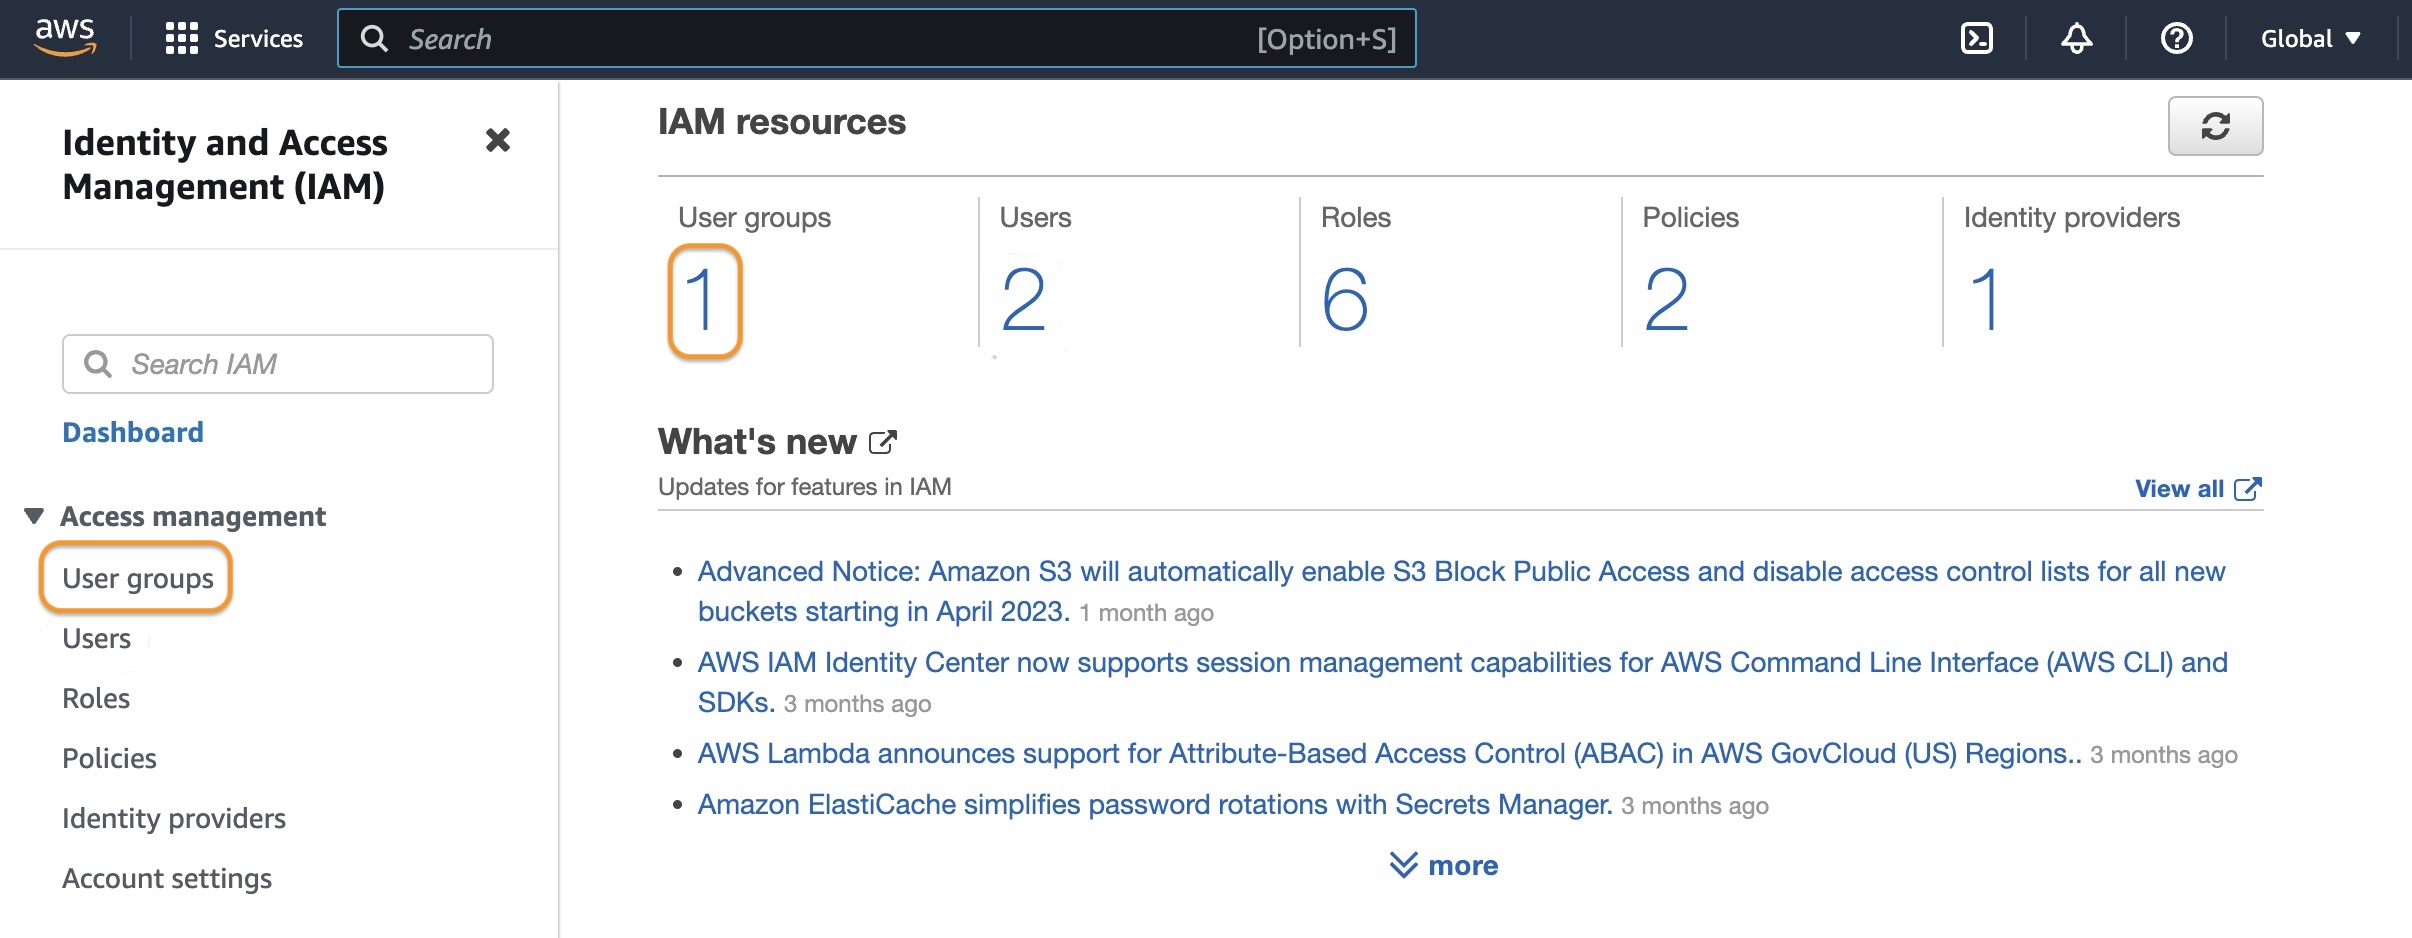 aws
Services
Search
[Option+S]
Global
Identity and Access
Management (IAM)
Search IAM
Dashboard
Access management
User groups
Users
Roles
Policies
Identity providers
Account settings
IAM resources
User groups
1
Users
2
Roles
6
Policies
2
Identity providers
1
What's new
Updates for features in IAM
View all
Advanced Notice: Amazon S3 will automatically enable S3 Block Public Access and disable access control lists for all new
buckets starting in April 2023. 1 month ago
AWS IAM Identity Center now supports session management capabilities for AWS Command Line Interface (AWS CLI) and
SDKs. 3 months ago
AWS Lambda announces support for Attribute-Based Access Control (ABAC) in AWS GovCloud (US) Regions.. 3 months ago
Amazon ElastiCache simplifies password rotations with Secrets Manager. 3 months ago
more